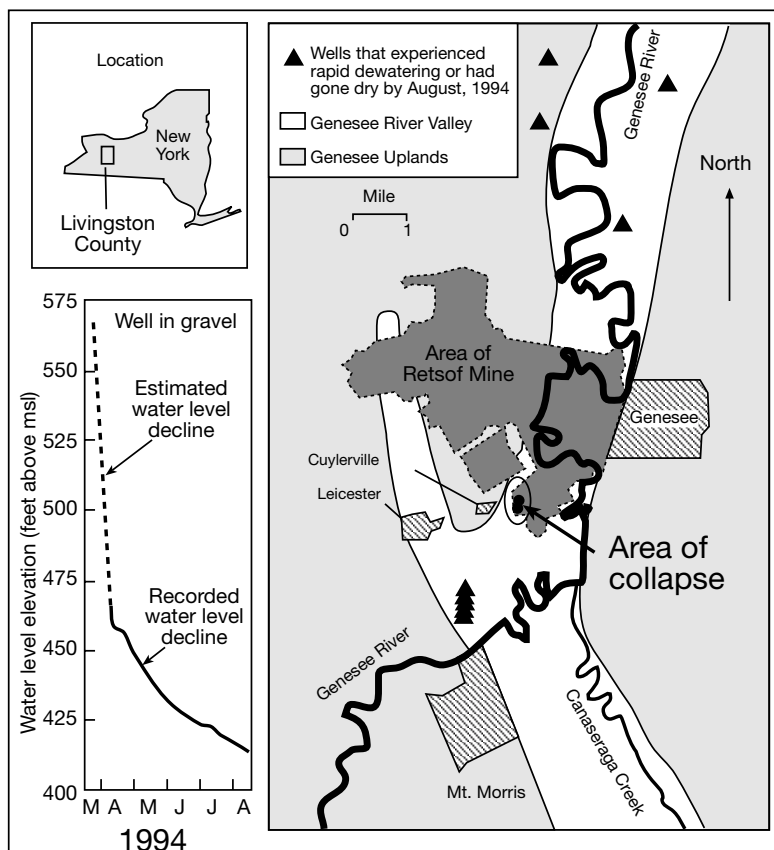 Location
New
York
Livingston
County
Wells that experienced
rapid dewatering or had
gone dry by August, 1994
Genesee River Valley
Genesee Uplands
Mile
0 1
North
Genesee River
Area of
Retsof Mine
Genesee
Cuylerville
Leicester
Area of
collapse
Genesee River
Mt. Morris
Canaseraga Creek
Water level elevation (feet above msl)
575
550
525
500
475
450
425
400
Well in gravel
Estimated
water level
decline
Recorded
water level
decline
M A M J J A
1994